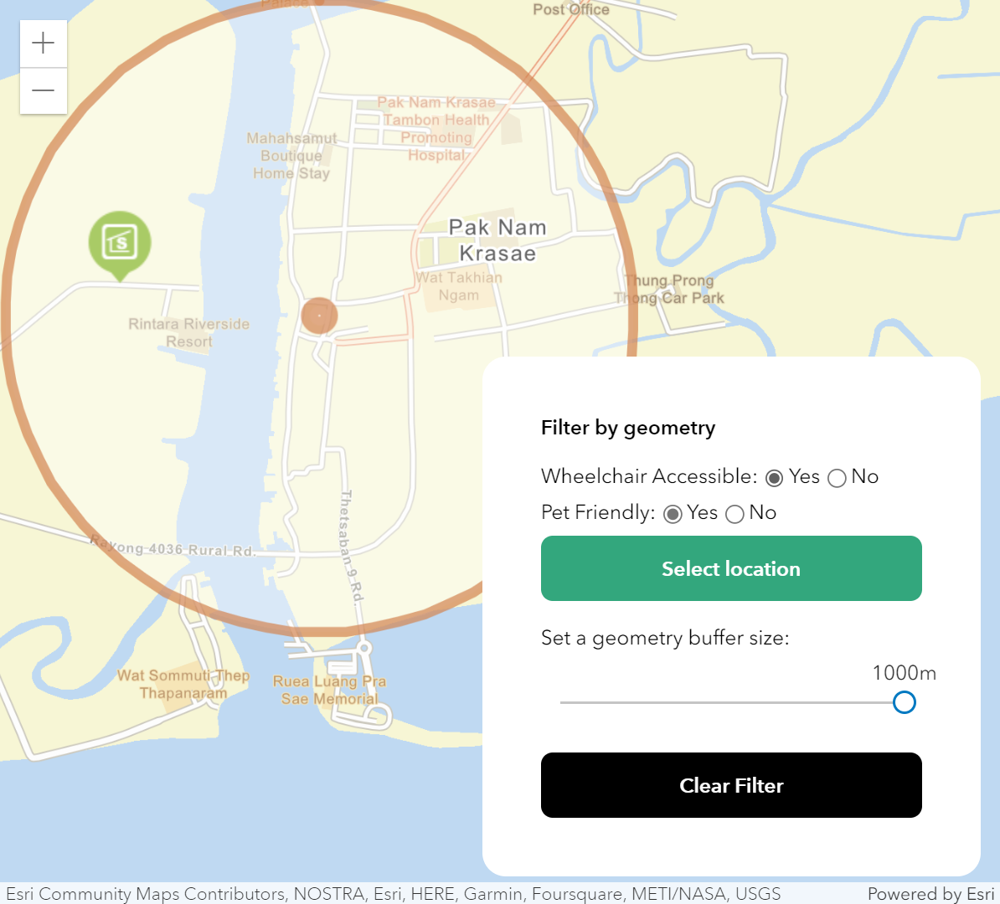 Palace
Post Office
Pak Nam Krasae
Tambon Health
Promoting
Hospital
Mahahsamut
Boutique
Home Stay
Pak Nam
Krasae
S
Wat Takhian
Ngam
Thung Prong
Thong Car Park
Rintara Riverside
Resort
Filter by geometry
Wheelchair Accessible: Yes No
Pet Friendly: Yes No
Select location
Thetsaban 9 Rd.
Rayong 4036 Rural Rd.
Set a geometry buffer size:
1000m
Wat Sommuti Thep
Thapanaram
Ruea Luang Pra
Sae Memorial
Clear Filter
Esri Community Maps Contributors, NOSTRA, Esri, HERE, Garmin, Foursquare, METI/NASA, USGS
Powered by Esri